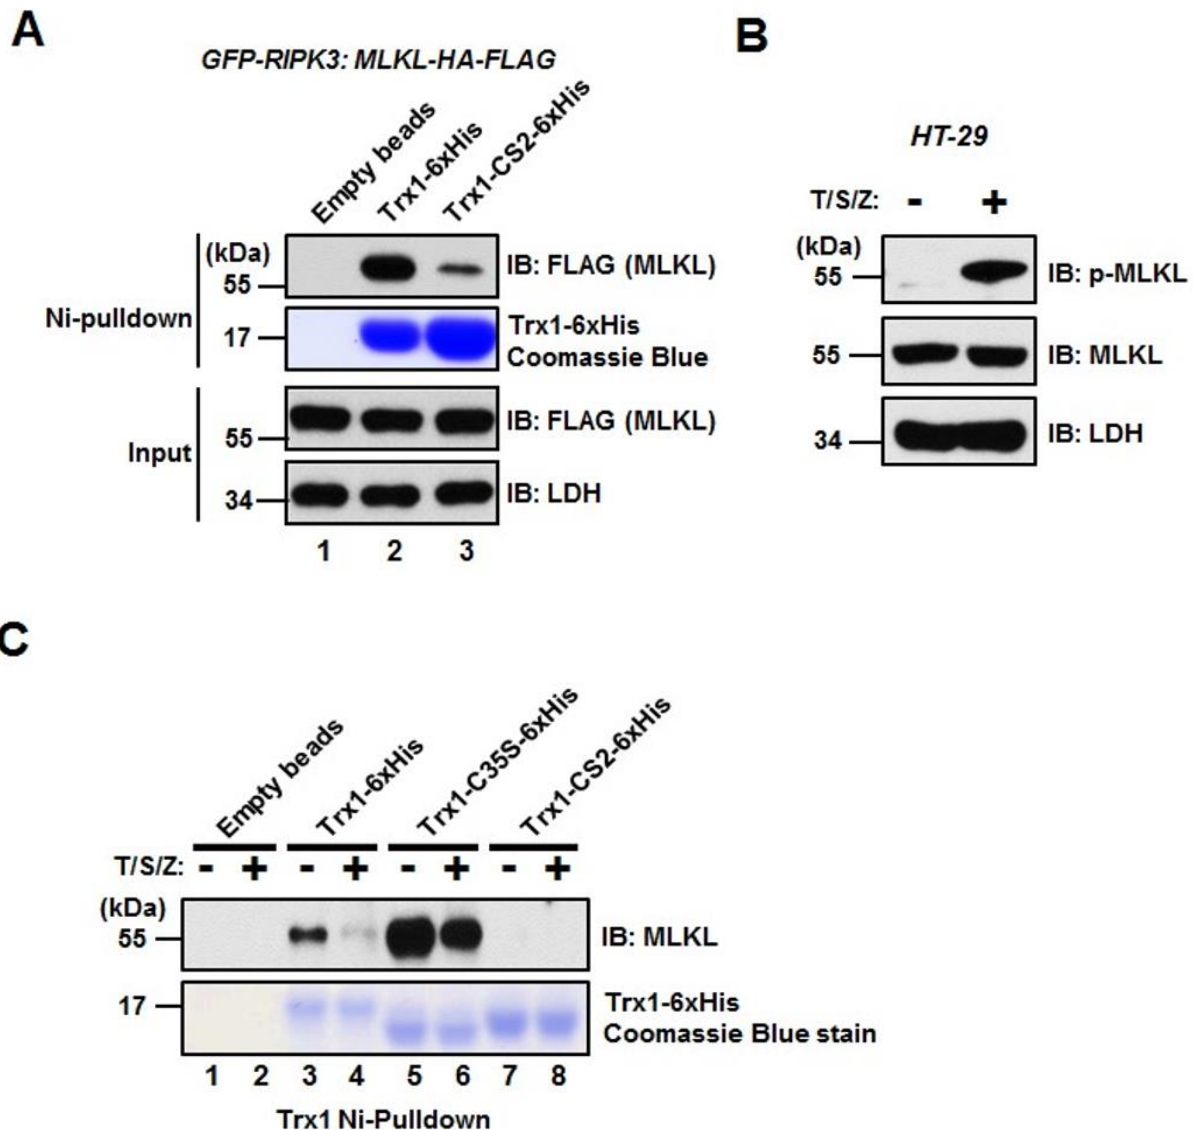 A
GFP-RIPK3: MLKL-HA-FLAG
Empty beads
Trx1-6xHis
Trx1-CS2-6xHis
(kDa)
55
IB: FLAG (MLKL)
Ni-pulldown
17
Trx1-6xHis
Coomassie Blue
55
IB: FLAG (MLKL)
Input
34
IB: LDH
1 2 3
B
HT-29
T/S/Z: - +
(kDa)
55
IB: p-MLKL
55
IB: MLKL
34
IB: LDH
C
Empty beads
Trx1-6xHis
Trx1-C35S-6xHis
Trx1-CS2-6xHis
T/S/Z: - + - + - + - +
(kDa)
55
IB: MLKL
17
Trx1-6xHis
Coomassie Blue stain
1 2 3 4 5 6 7 8
Trx1 Ni-Pulldown